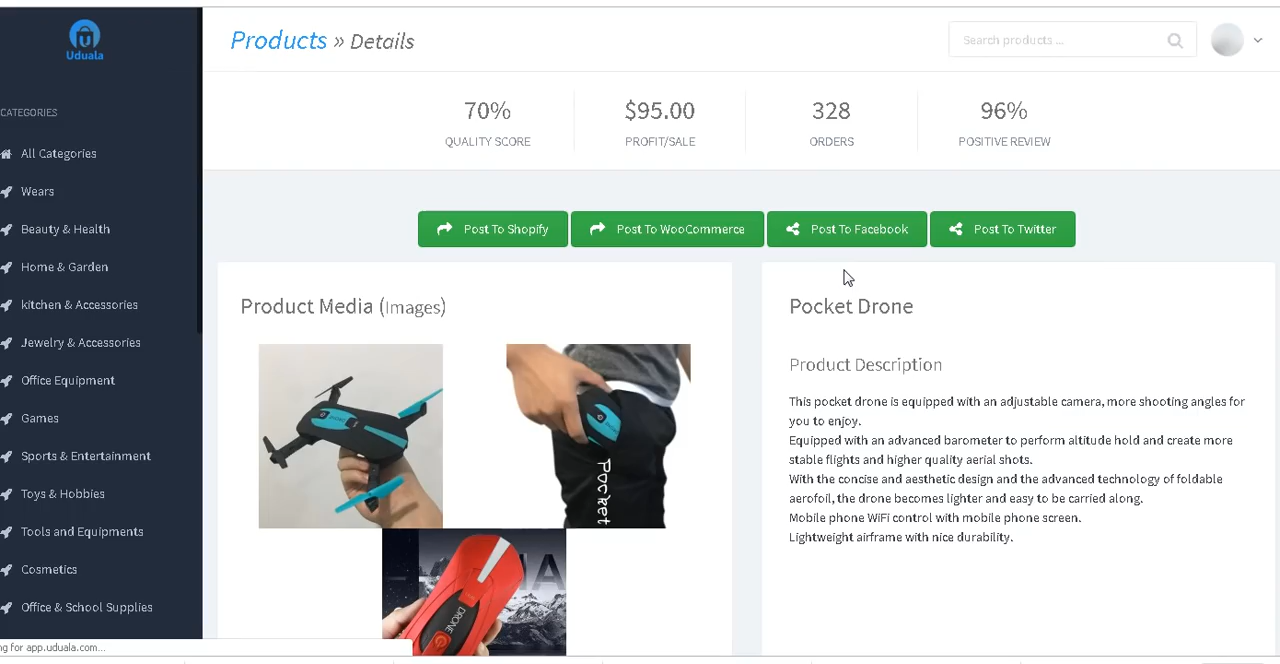 Uduala
Products » Details
Search products ...
CATEGORIES
All Categories
Wears
Beauty & Health
Home & Garden
kitchen & Accessories
Jewelry & Accessories
Office Equipment
Games
Sports & Entertainment
Toys & Hobbies
Tools and Equipments
Cosmetics
Office & School Supplies
ng for app.uduala.com...
70%
QUALITY SCORE
$95.00
PROFIT/SALE
328
ORDERS
96%
POSITIVE REVIEW
Post To Shopify
Post To WooCommerce
Post To Facebook
Post To Twitter
Product Media (Images)
Pocket
DRONE
Pocket Drone
Product Description
This pocket drone is equipped with an adjustable camera, more shooting angles for
you to enjoy.
Equipped with an advanced barometer to perform altitude hold and create more
stable flights and higher quality aerial shots.
With the concise and aesthetic design and the advanced technology of foldable
aerofoil, the drone becomes lighter and easy to be carried along.
Mobile phone WiFi control with mobile phone screen.
Lightweight airframe with nice durability.